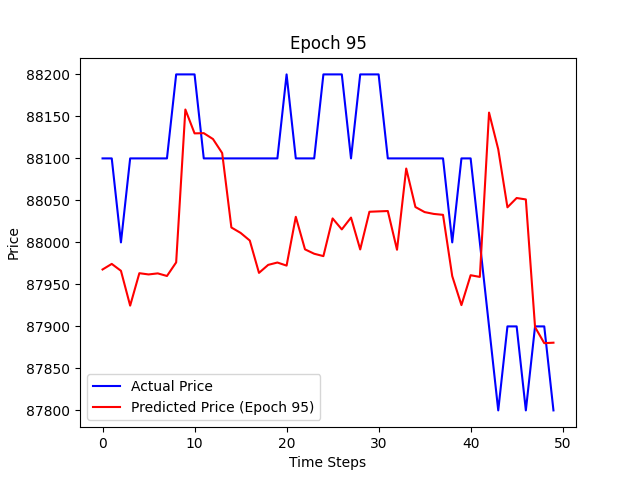 Epoch 95
Price
88200
88150
88100
88050
88000
87950
87900
87850
87800
Actual Price
Predicted Price (Epoch 95)
0 10 20 30 40 50
Time Steps